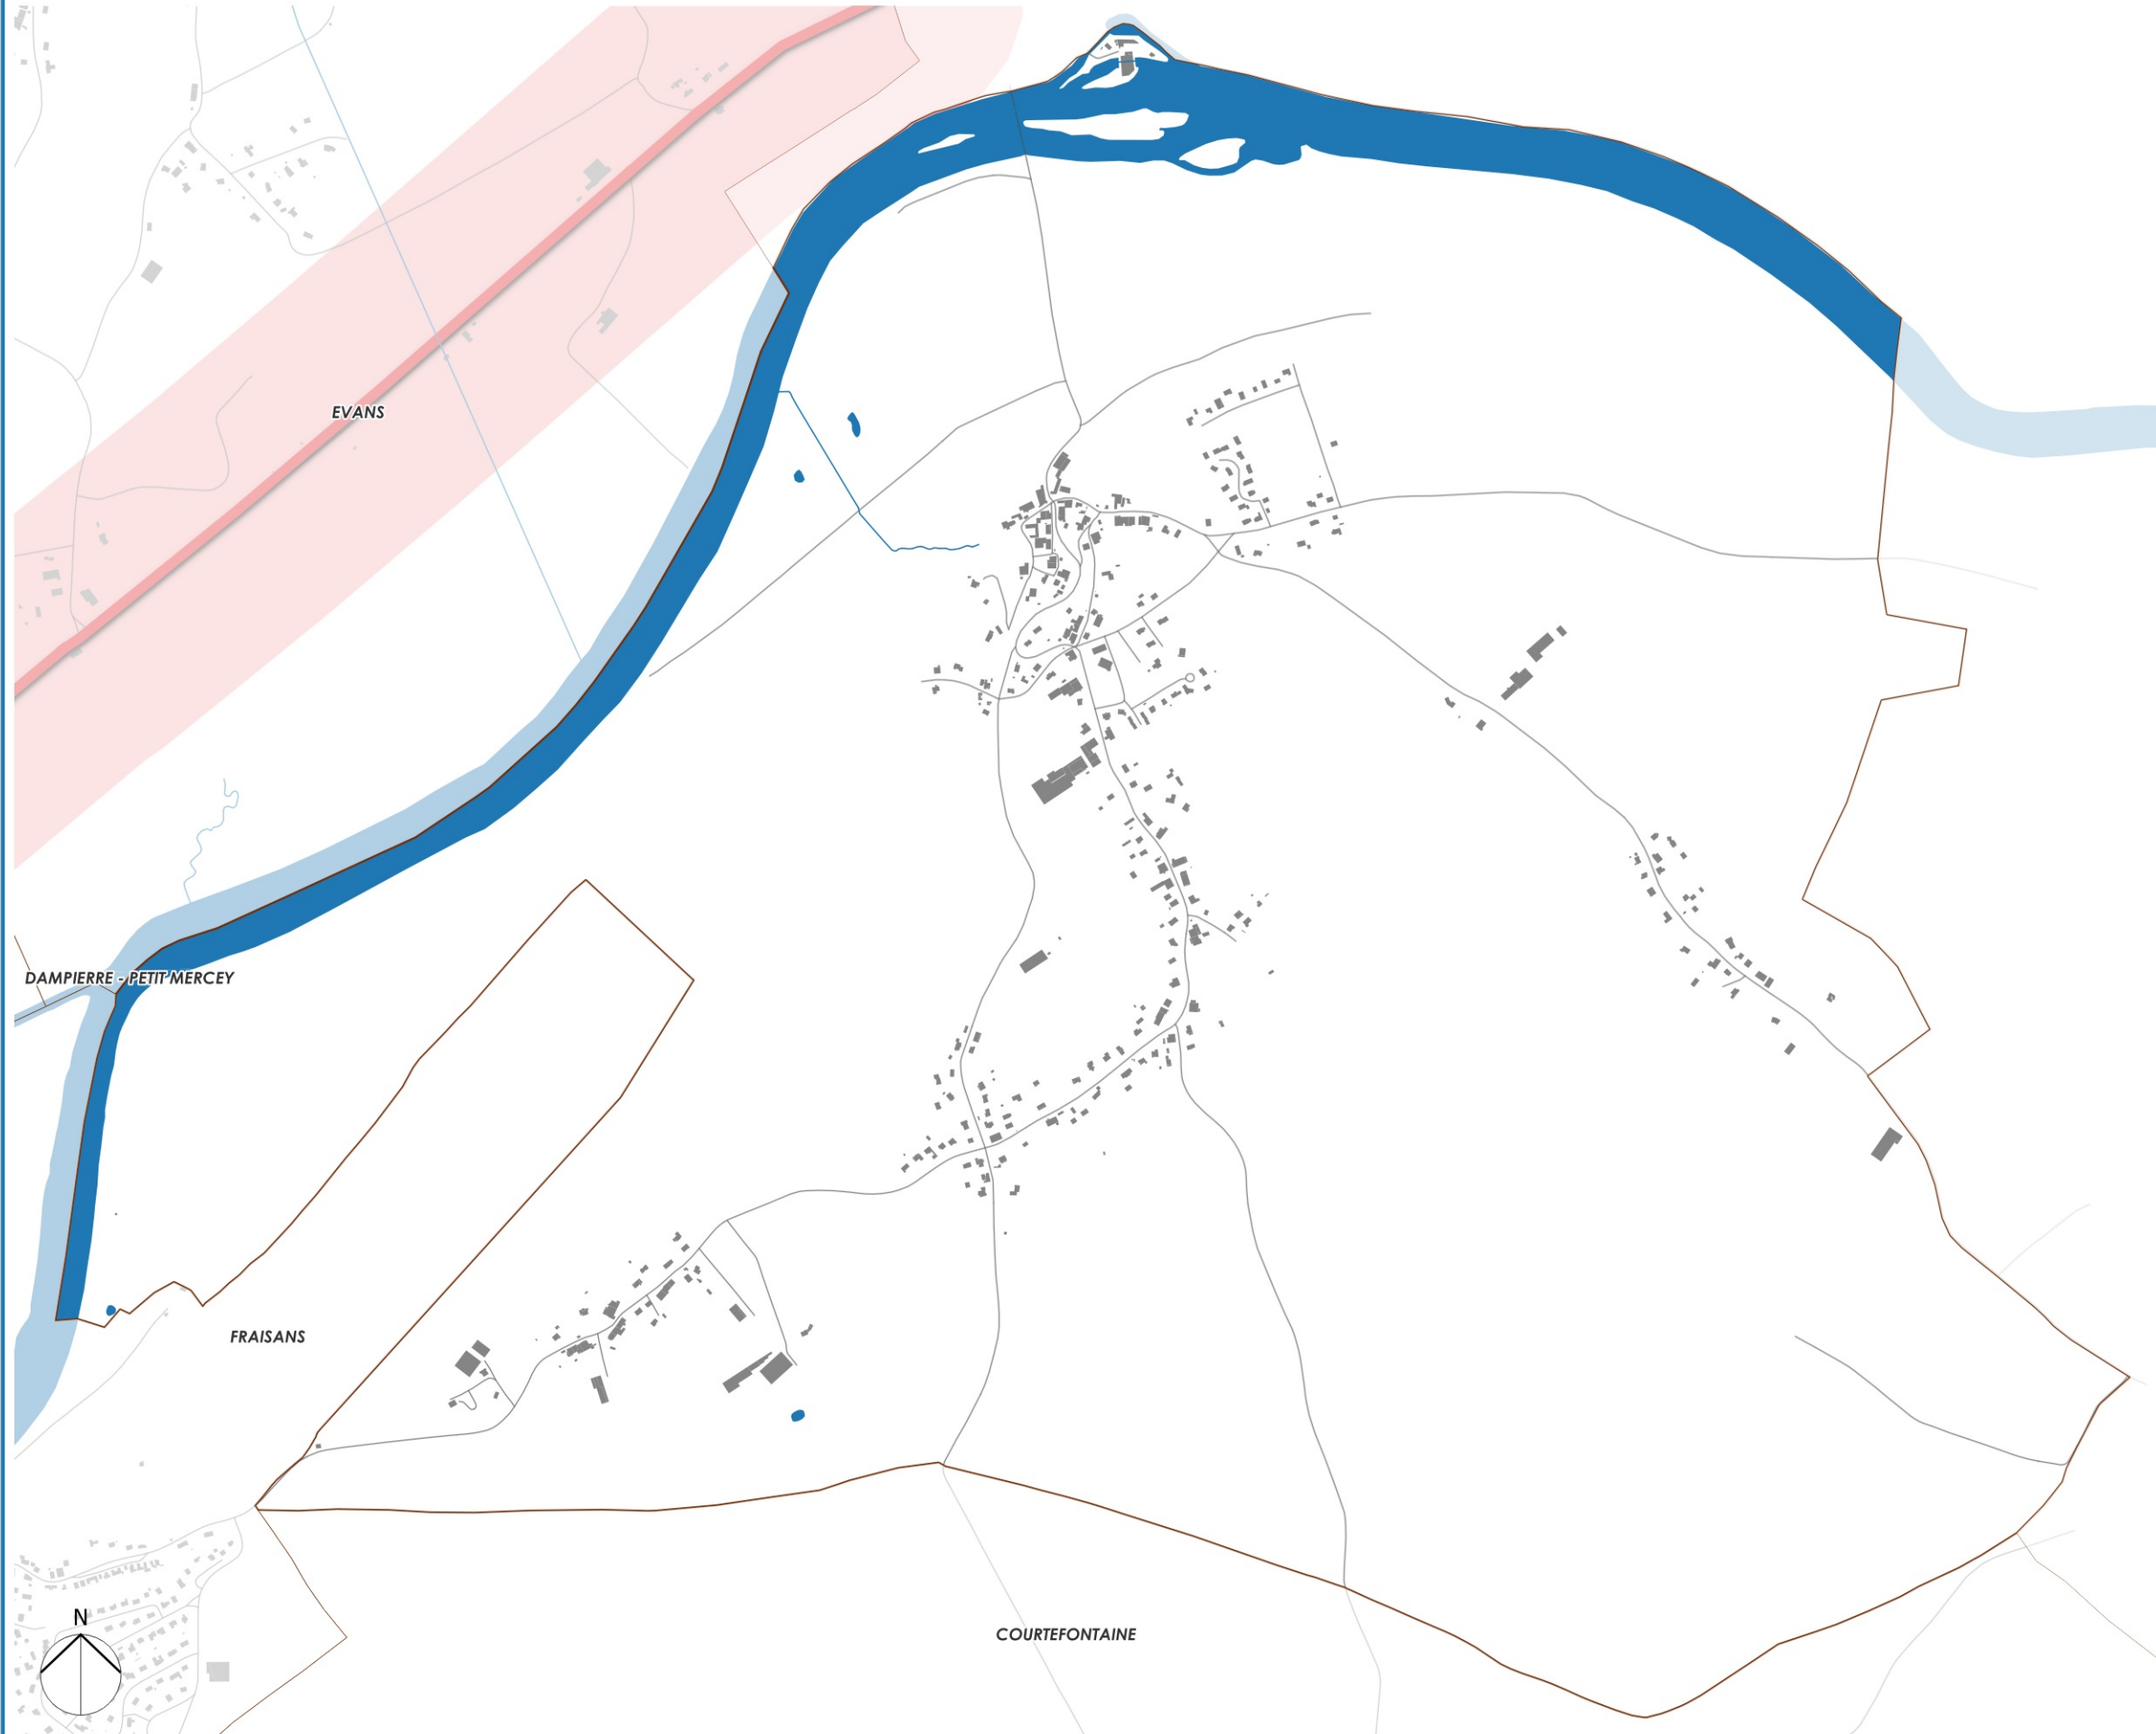 EVANS
DAMPIERRE - PETIT MERCEY
FRAISANS
N
COURTEFONTAINE